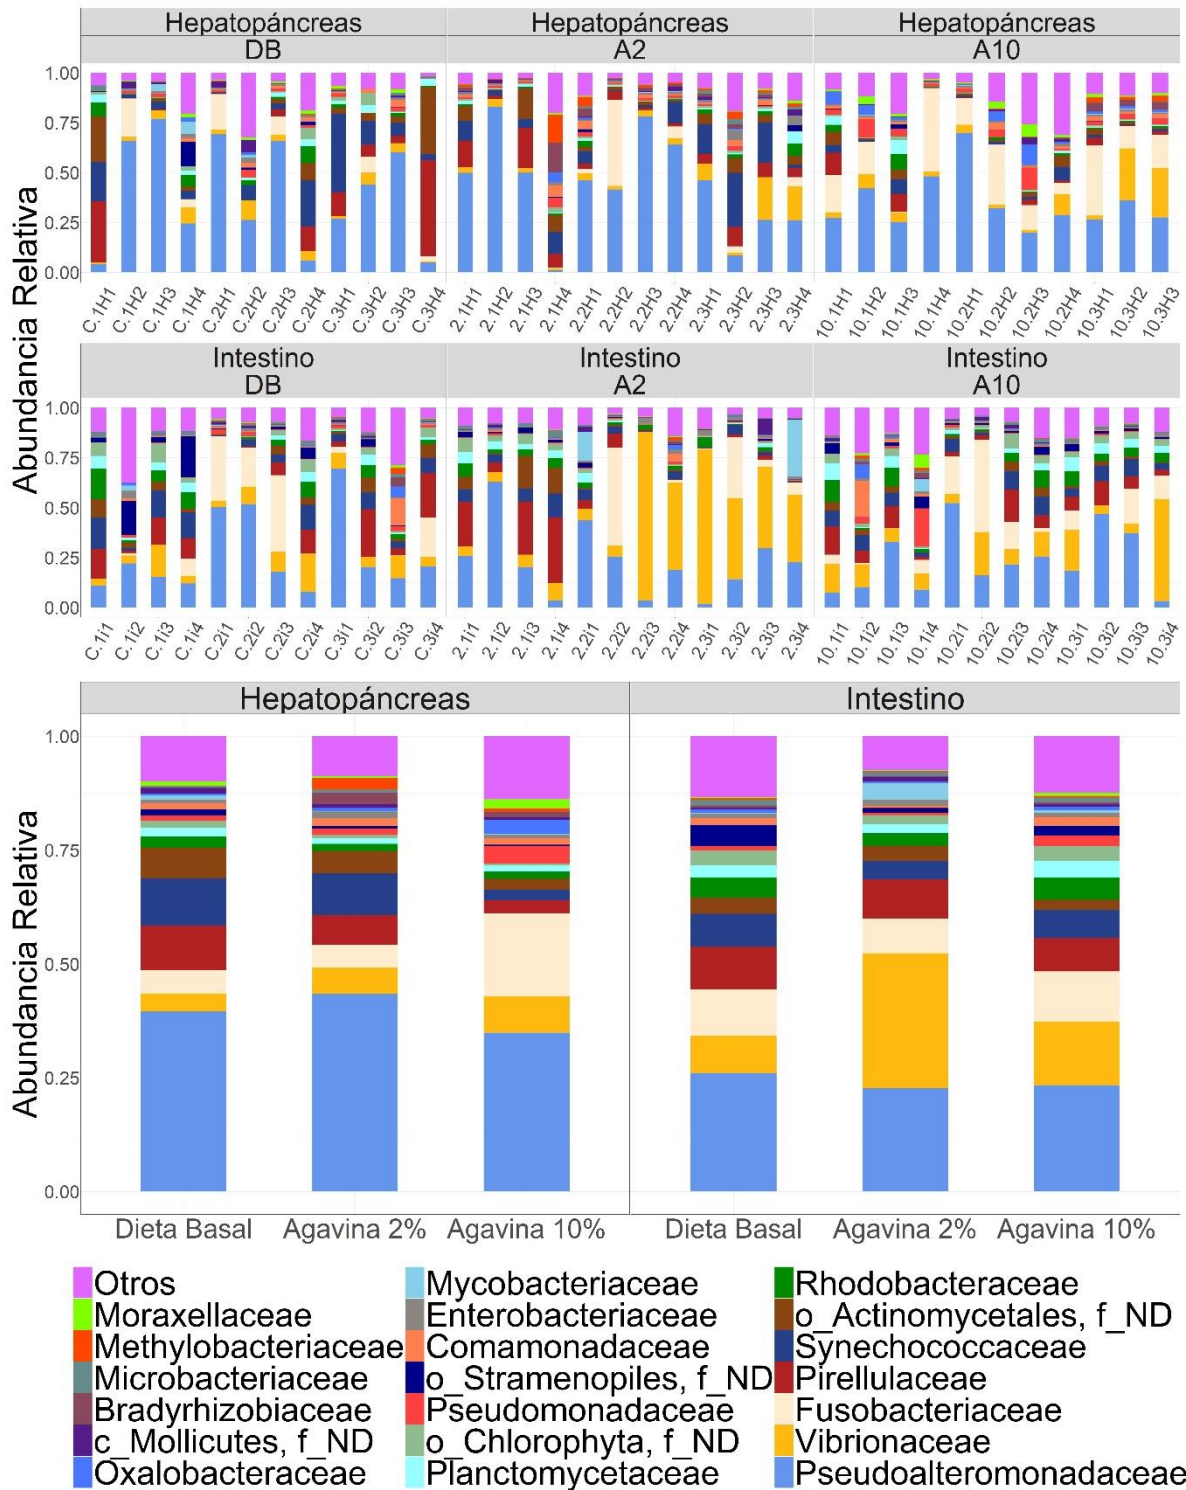 Hepatopáncreas Hepatopáncreas Hepatopáncreas
DB A2 A10
Abundancia Relativa
1.00
0.75
0.50
0.25
0.00
C.1H1 C.1H2 C.1H3 C.1H4 C.2H1 C.2H2 C.2H3 C.2H4 C.3H1 C.3H2 C.3H3 C.3H4 2.1H1 2.1H2 2.1H3 2.1H4 2.2H1 2.2H2 2.2H3 2.2H4 2.3H1 2.3H2 2.3H3 2.3H4 10.1H1 10.1H2 10.1H3 10.1H4 10.2H1 10.2H2 10.2H3 10.2H4 10.3H1 10.3H2 10.3H3
Intestino Intestino Intestino
DB A2 A10
1.00
0.75
0.50
0.25
0.00
C.1i1 C.1i2 C.1i3 C.1i4 C.2i1 C.2i2 C.2i3 C.2i4 C.3i1 C.3i2 C.3i3 C.3i4 2.1i1 2.1i2 2.1i3 2.1i4 2.2i1 2.2i2 2.2i3 2.2i4 2.3i1 2.3i2 2.3i3 2.3i4 10.1i1 10.1i2 10.1i3 10.1i4 10.2i1 10.2i2 10.2i3 10.2i4 10.3i1 10.3i2 10.3i3 10.3i4
Hepatopáncreas Intestino
Abundancia Relativa
1.00
0.75
0.50
0.25
0.00
Dieta Basal Agavina 2% Agavina 10% Dieta Basal Agavina 2% Agavina 10%
Otros Mycobacteriaceae Rhodobacteraceae
Moraxellaceae Enterobacteriaceae o_Actinomycetales, f_ND
Methylobacteriaceae Comamonadaceae Synechococcaceae
Microbacteriaceae o_Stramenopiles, f_ND Pirellulaceae
Bradyrhizobiaceae Pseudomonadaceae Fusobacteriaceae
c_Mollicutes, f_ND o_Chlorophyta, f_ND Vibrionaceae
Oxalobacteraceae Planctomycetaceae Pseudoalteromonadaceae